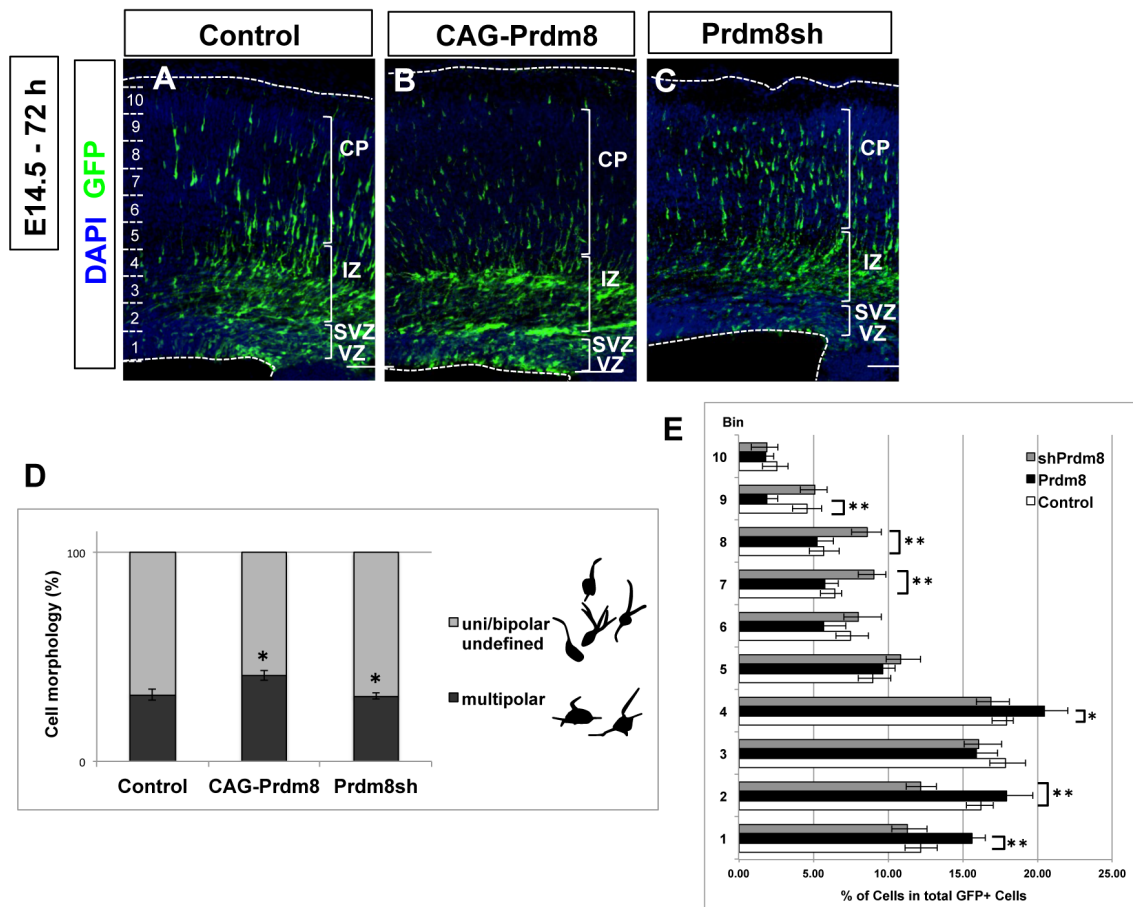 Control
CAG-Prdm8
Prdm8sh
E14.5 - 72 h
DAPI GFP
A
B
C
10
9
8
7
6
5
4
3
2
1
CP
IZ
SVZ
VZ
CP
IZ
SVZ
VZ
CP
IZ
SVZ
VZ
D
Cell morphology (%)
100
0
*
*
Control
CAG-Prdm8
Prdm8sh
uni/bipolar
undefined
multipolar
E
Bin
10
9
8
7
6
5
4
3
2
1
shPrdm8
Prdm8
Control
**
**
**
*
**
**
0.00 5.00 10.00 15.00 20.00 25.00
% of Cells in total GFP+ Cells